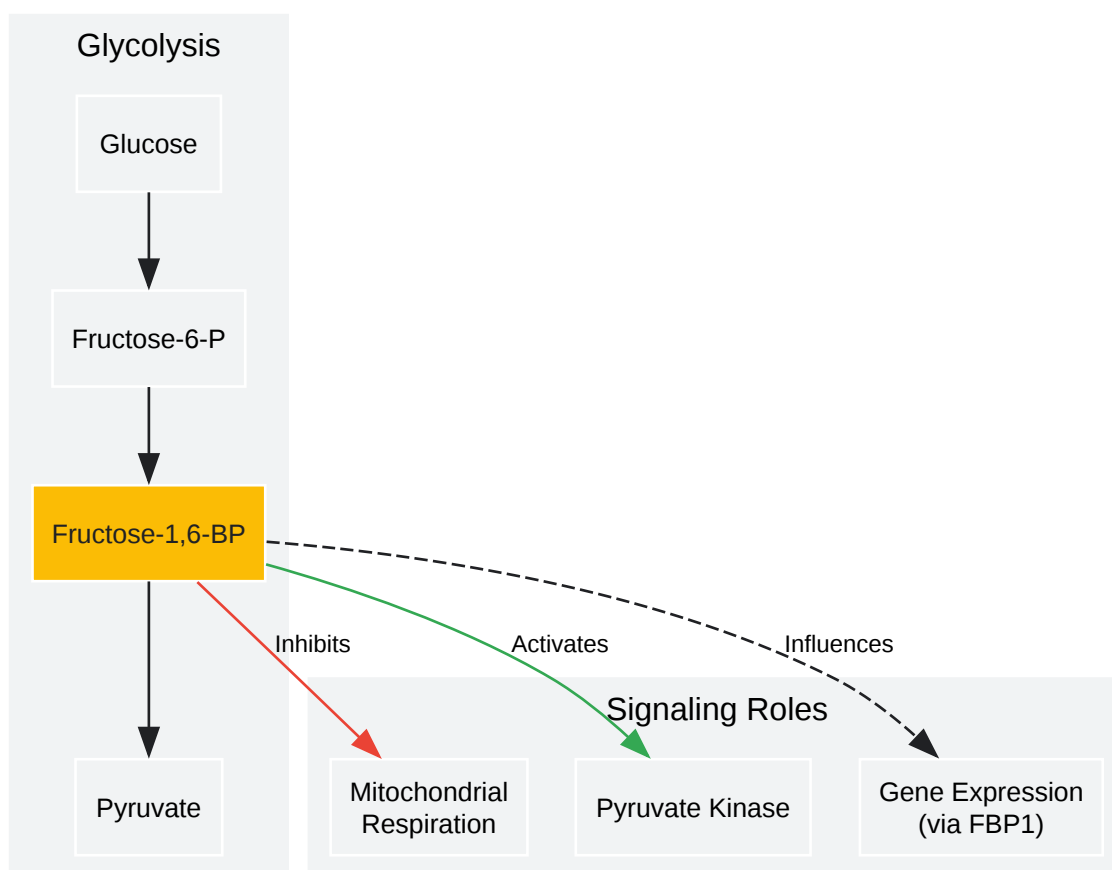 Glycolysis
Glucose
Fructose-6-P
Fructose-1,6-BP
Inhibits
Activates
Influences
Signaling Roles
Pyruvate
Mitochondrial
Respiration
Pyruvate Kinase
Gene Expression
(via FBP1)